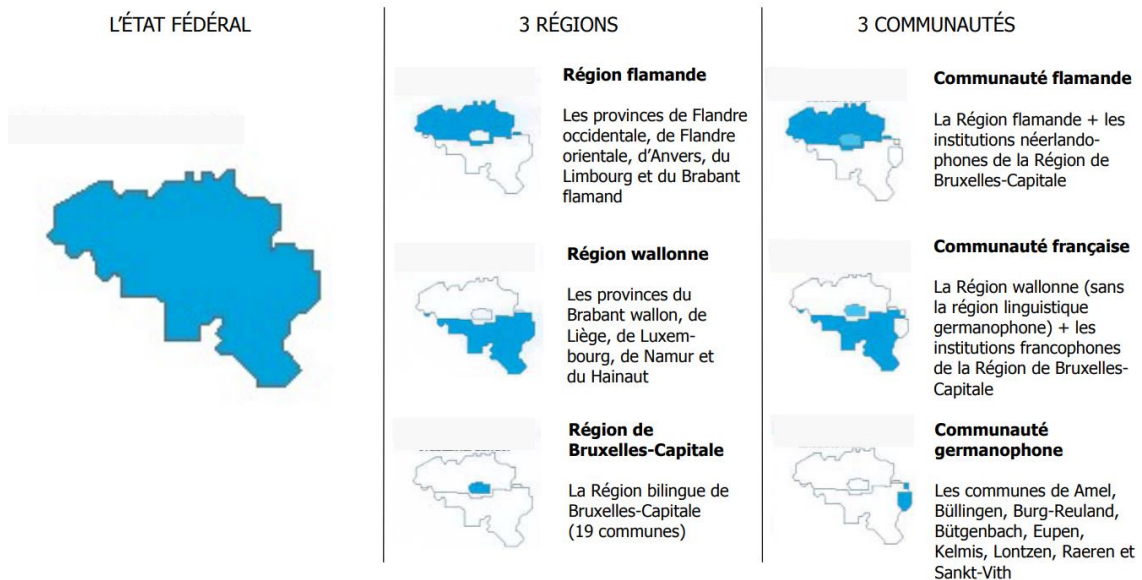 L'ÉTAT FÉDÉRAL
3 RÉGIONS
Région flamande
Les provinces de Flandre
occidentale, de Flandre
orientale, d'Anvers, du
Limbourg et du Brabant
flamand
Région wallonne
Les provinces du
Brabant wallon, de
Liège, de Luxem-
bourg, de Namur et
du Hainaut
Région de
Bruxelles-Capitale
La Région bilingue de
Bruxelles-Capitale
(19 communes)
3 COMMUNAUTÉS
Communauté flamande
La Région flamande + les
institutions néerlando-
phones de la Région de
Bruxelles-Capitale
Communauté française
La Région wallonne (sans
la région linguistique
germanophone) + les
institutions francophones
de la Région de Bruxelles-
Capitale
Communauté
germanophone
Les communes de Amel,
Büllingen, Burg-Reuland,
Bütgenbach, Eupen,
Kelmis, Lontzen, Raeren et
Sankt-Vith